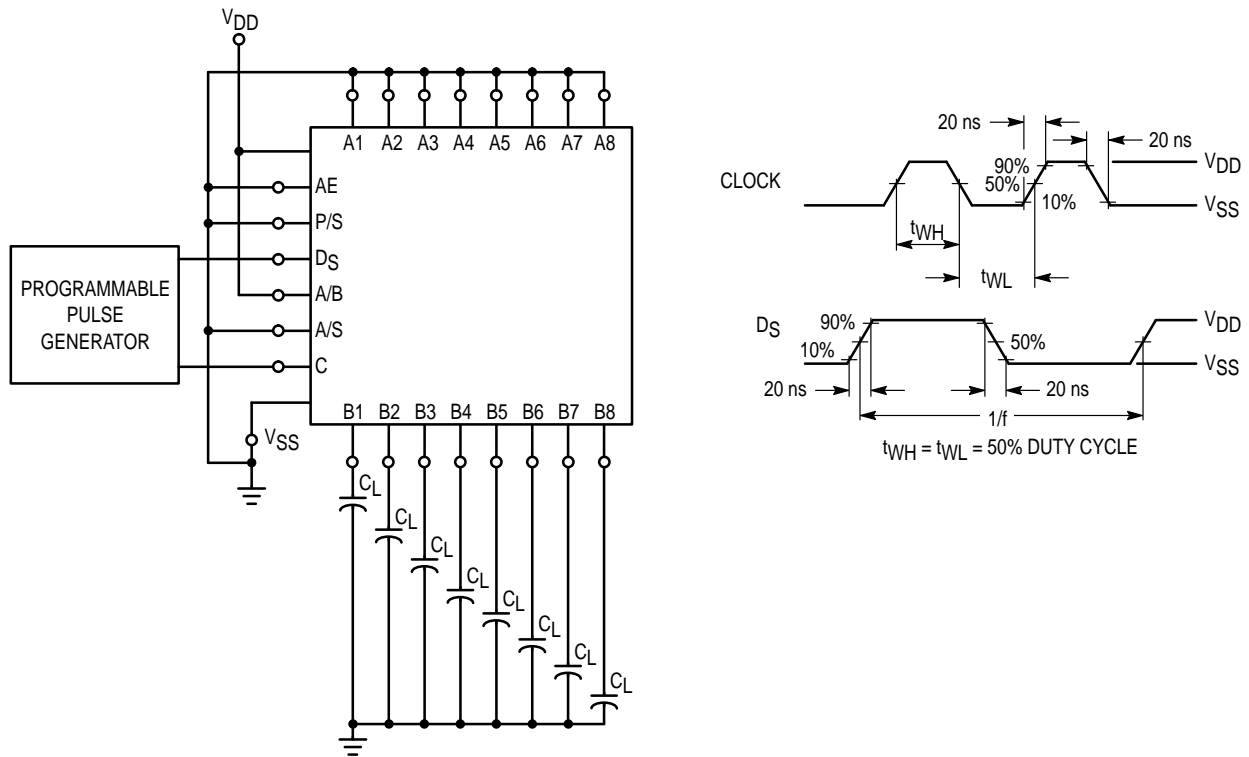 VDD
A1 A2 A3 A4 A5 A6 A7 A8
AE
P/S
DS
A/B
A/S
C
PROGRAMMABLE
PULSE
GENERATOR
VSS
B1 B2 B3 B4 B5 B6 B7 B8
CL
CL
CL
CL
CL
CL
CL
CL
20 ns
20 ns
CLOCK
90%
50%
10%
VDD
VSS
tWH
tWL
DS
90%
10%
50%
VDD
VSS
20 ns
20 ns
1/f
tWH = tWL = 50% DUTY CYCLE